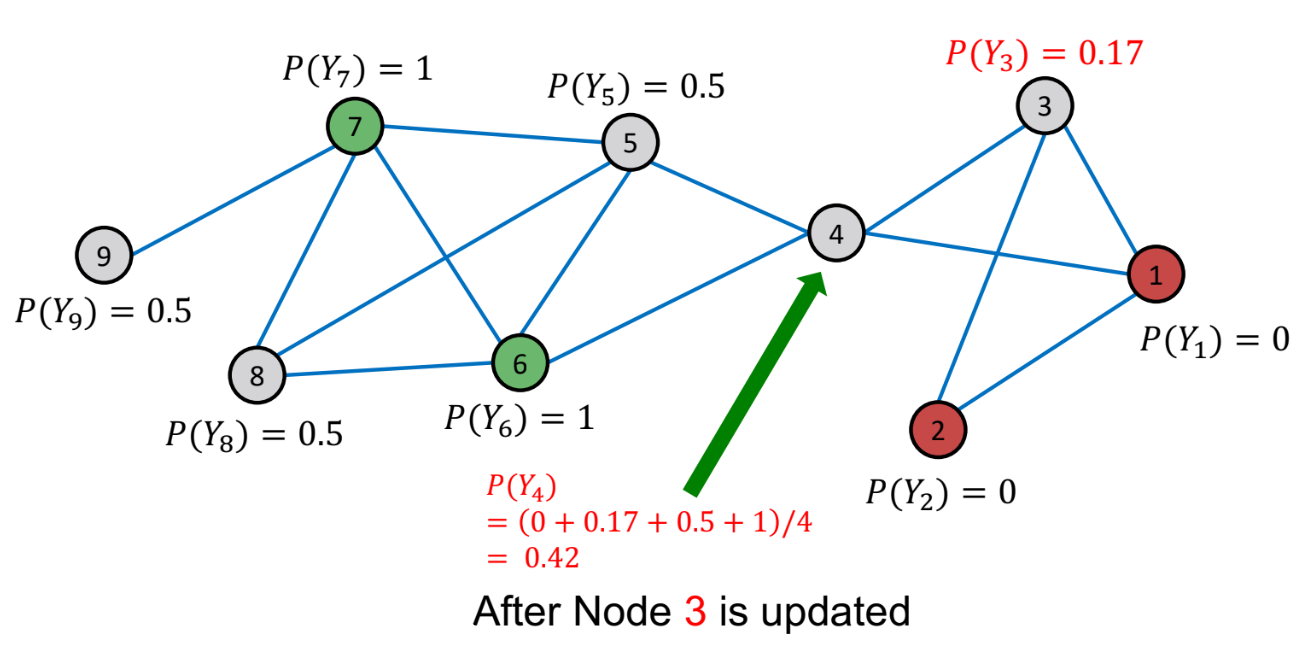 P(Y₃) = 0.17
P(Y₇) = 1
P(Y₅) = 0.5
3
7
5
4
9
1
P(Y₉) = 0.5
P(Y₁) = 0
8
6
2
P(Y₈) = 0.5
P(Y₆) = 1
P(Y₂) = 0
P(Y₄)
= (0 + 0.17 + 0.5 + 1)/4
= 0.42
After Node 3 is updated